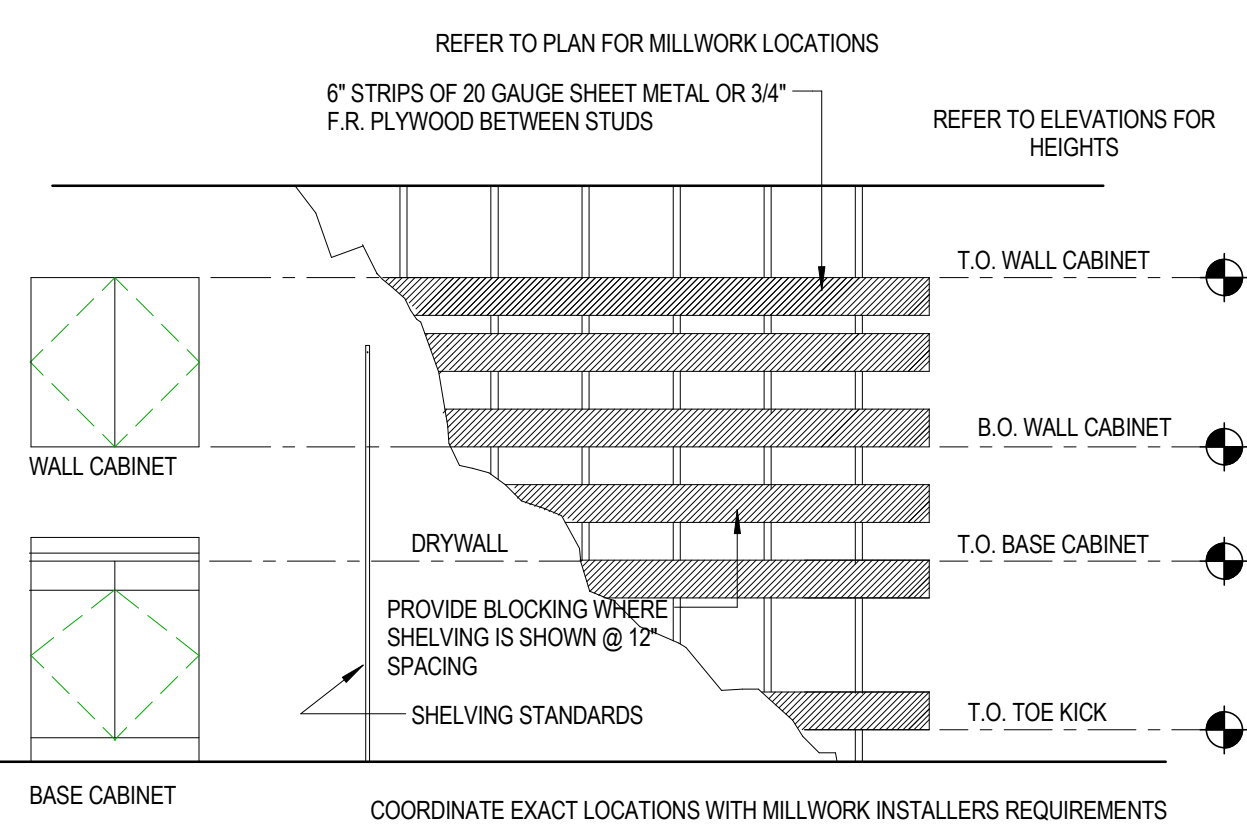 REFER TO PLAN FOR MILLWORK LOCATIONS
6" STRIPS OF 20 GAUGE SHEET METAL OR 3/4"
F.R. PLYWOOD BETWEEN STUDS
REFER TO ELEVATIONS FOR
HEIGHTS
T.O. WALL CABINET
B.O. WALL CABINET
WALL CABINET
DRYWALL
T.O. BASE CABINET
PROVIDE BLOCKING WHERE
SHELVING IS SHOWN @ 12"
SPACING
SHELVING STANDARDS
T.O. TOE KICK
BASE CABINET
COORDINATE EXACT LOCATIONS WITH MILLWORK INSTALLERS REQUIREMENTS